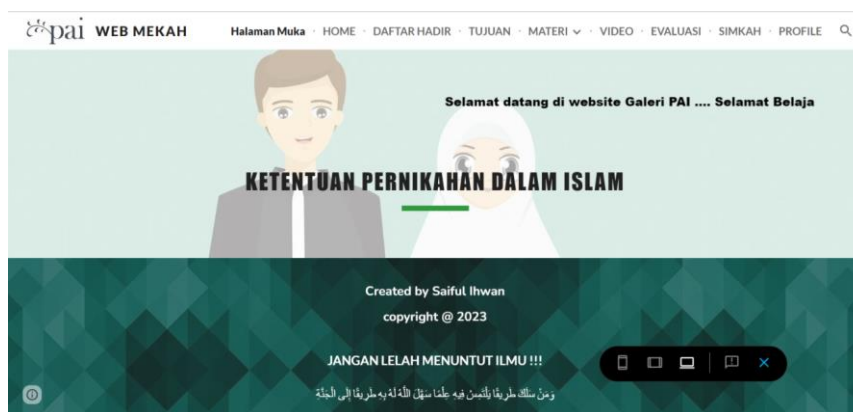 pai WEB MEKAH Halaman Muka · HOME · DAFTAR HADIR · TUJUAN · MATERI · VIDEO · EVALUASI · SIMKAH · PROFILE
Selamat datang di website Galeri PAI .... Selamat Belaja
KETENTUAN PERNIKAHAN DALAM ISLAM
Created by Saiful Ihwan
copyright @ 2023
JANGAN LELAH MENUNTUT ILMU !!!
وَمَنْ سَلَكَ طَرِيقًا يَلْتَمِسُ فِيهِ عِلْمًا سَهَّلَ اللَّهُ لَهُ بِهِ طَرِيقًا إِلَى الْجَنَّةِ